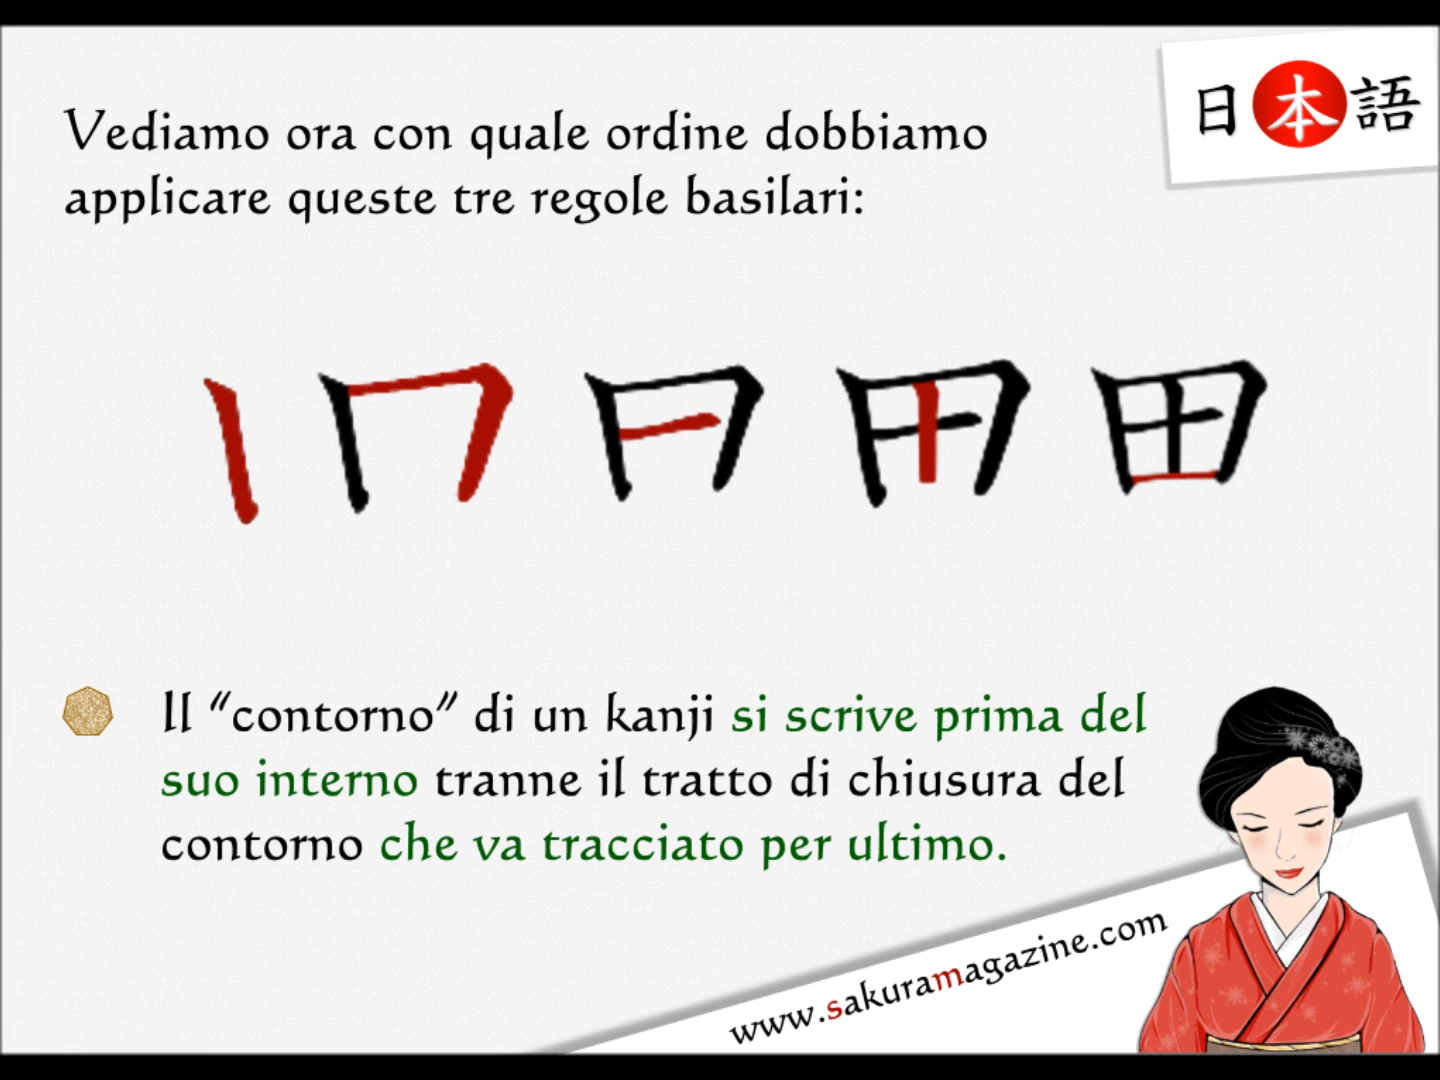 日本語
Vediamo ora con quale ordine dobbiamo
applicare queste tre regole basilari:
田
Il “contorno” di un kanji si scrive prima del
suo interno tranne il tratto di chiusura del
contorno che va tracciato per ultimo.
www.sakuramagazine.com